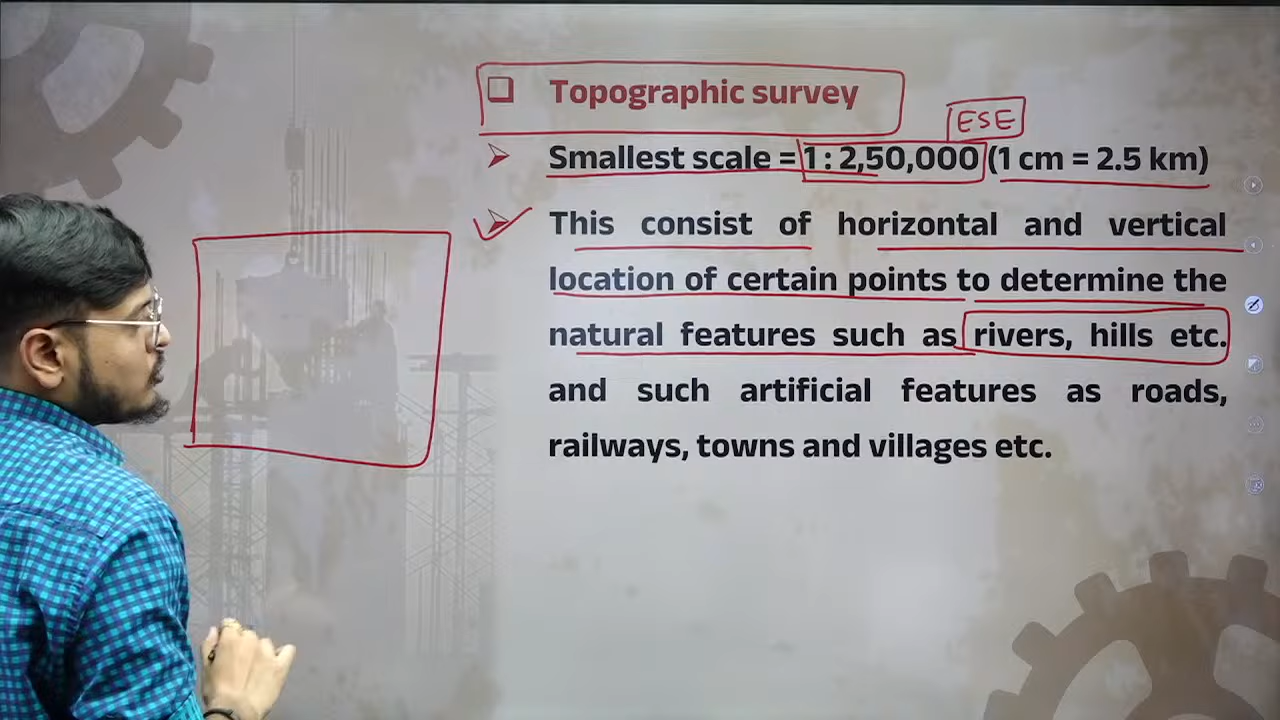 Topographic survey
ESE
Smallest scale = 1 : 2,50,000 (1 cm = 2.5 km)
This consist of horizontal and vertical
location of certain points to determine the
natural features such as rivers, hills etc.
and such artificial features as roads,
railways, towns and villages etc.